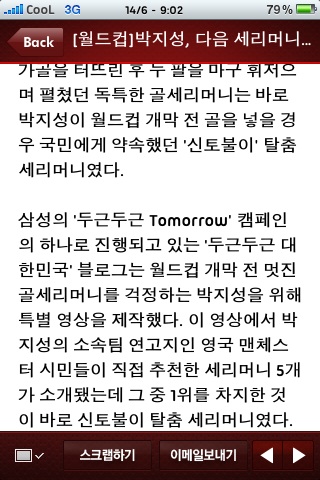 CooL 3G 14/6 - 9:02 79%
Back [월드컵]박지성, 다음 세리머니...
가골을 터뜨린 후 두 팔을 마구 휘저으
며 펼쳤던 독특한 골세리머니는 바로
박지성이 월드컵 개막 전 골을 넣을 경
우 국민에게 약속했던 '신토불이' 탈춤
세리머니였다.
삼성의 '두근두근 Tomorrow' 캠페인
의 하나로 진행되고 있는 '두근두근 대
한민국' 블로그는 월드컵 개막 전 멋진
골세리머니를 걱정하는 박지성을 위해
특별 영상을 제작했다. 이 영상에서 박
지성의 소속팀 연고지인 영국 맨체스
터 시민들이 직접 추천한 세리머니 5개
가 소개됐는데 그 중 1위를 차지한 것
이 바로 신토불이 탈춤 세리머니였다.
스크랩하기 이메일보내기